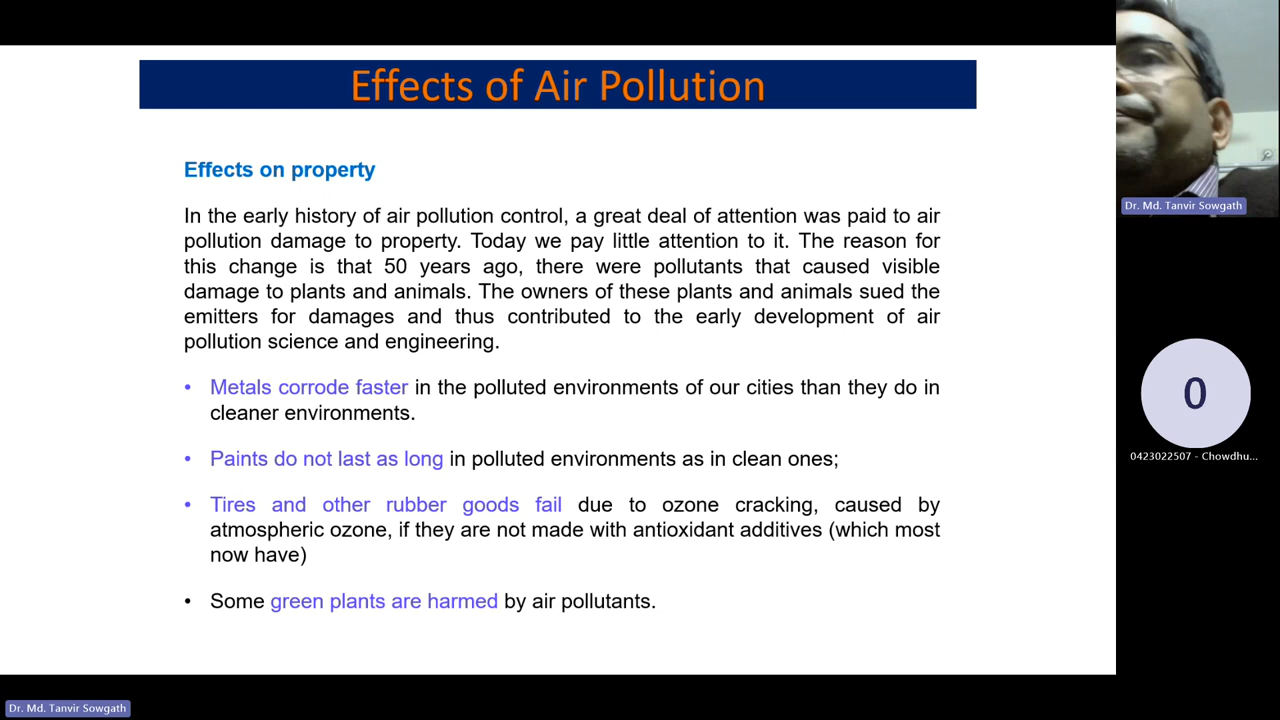 Effects of Air Pollution
Effects on property
In the early history of air pollution control, a great deal of attention was paid to air
pollution damage to property. Today we pay little attention to it. The reason for
this change is that 50 years ago, there were pollutants that caused visible
damage to plants and animals. The owners of these plants and animals sued the
emitters for damages and thus contributed to the early development of air
pollution science and engineering.
• Metals corrode faster in the polluted environments of our cities than they do in
cleaner environments.
• Paints do not last as long in polluted environments as in clean ones;
• Tires and other rubber goods fail due to ozone cracking, caused by
atmospheric ozone, if they are not made with antioxidant additives (which most
now have)
• Some green plants are harmed by air pollutants.
Dr. Md. Tanvir Sowgath
0
0423022507 - Chowdhu...
Dr. Md. Tanvir Sowgath